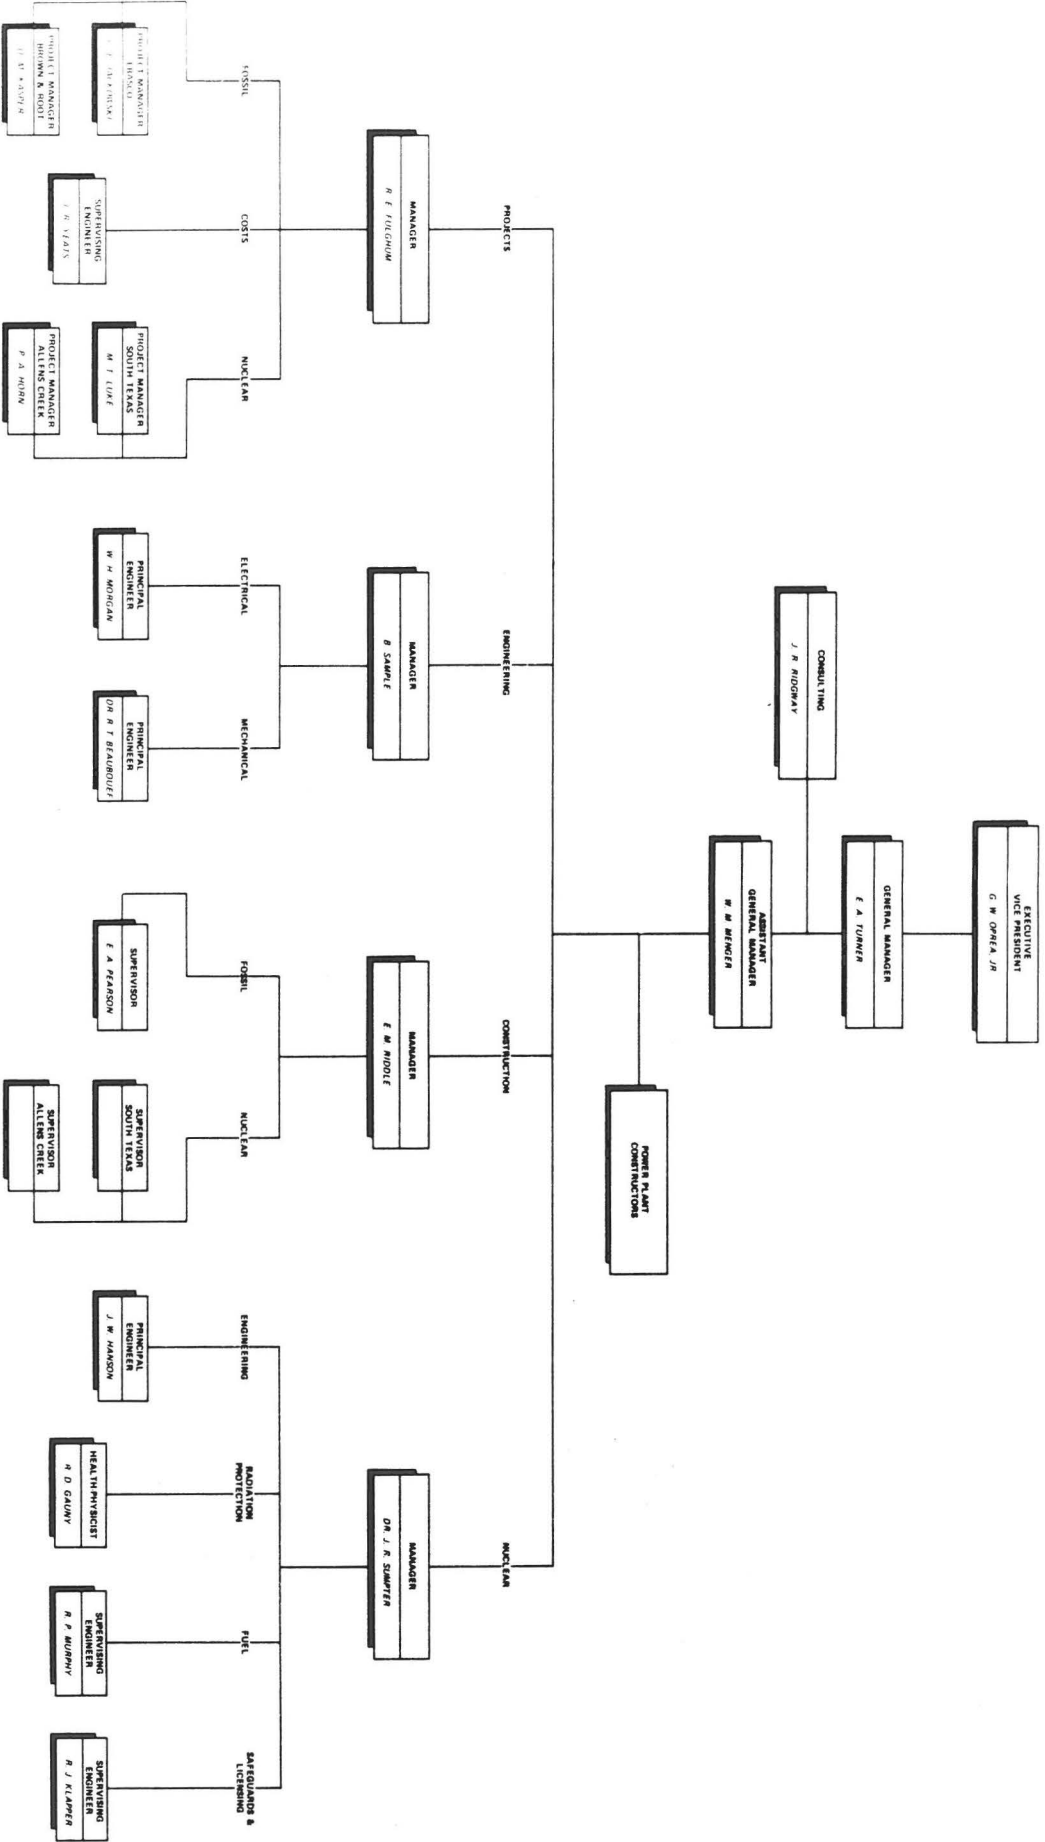 EXECUTIVE
VICE PRESIDENT
G. W. OPREA, JR
GENERAL MANAGER
E. A. TURNER
CONSULTING
J. R. RIDGWAY
ASSISTANT
GENERAL MANAGER
W. M. MENGER
POWER PLANT
CONSTRUCTORS
PROJECTS
MANAGER
R. E. FULGHUM
FOSSIL
PROJECT MANAGER
EBASCO
PROJECT MANAGER
BROWN & ROOT
COSTS
SUPERVISING
ENGINEER
YEATS
NUCLEAR
PROJECT MANAGER
SOUTH TEXAS
M. T. LUKE
PROJECT MANAGER
ALLENS CREEK
P. A. HORN
ENGINEERING
MANAGER
B SAMPLE
ELECTRICAL
PRINCIPAL
ENGINEER
W. H. MORGAN
MECHANICAL
PRINCIPAL
ENGINEER
DR R. T. BEAUBOUEF
CONSTRUCTION
MANAGER
E. M. RIDDLE
FOSSIL
SUPERVISOR
E. A. PEARSON
NUCLEAR
SUPERVISOR
SOUTH TEXAS
SUPERVISOR
ALLENS CREEK
NUCLEAR
MANAGER
DR. J. R. SUMPTER
ENGINEERING
PRINCIPAL
ENGINEER
J. W. HANSON
RADIATION
PROTECTION
HEALTH PHYSICIST
R. D. GAUNY
FUEL
SUPERVISING
ENGINEER
R. P. MURPHY
SAFEGUARDS &
LICENSING
SUPERVISING
ENGINEER
R. J. KLAPPER